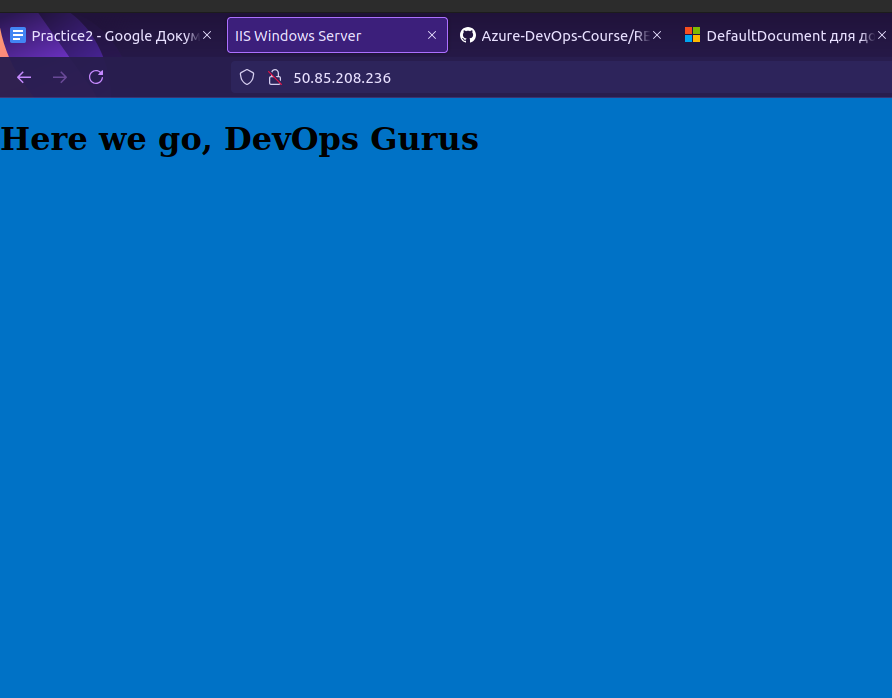 Practice2 - Google Докум
IIS Windows Server
Azure-DevOps-Course/RE
DefaultDocument для до
50.85.208.236
Here we go, DevOps Gurus